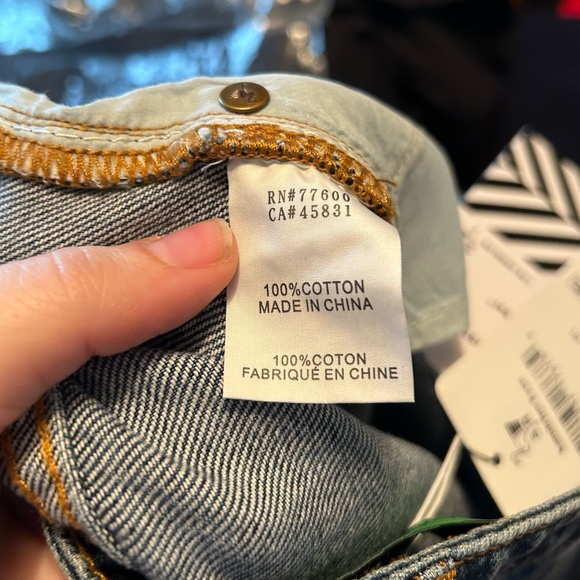 RN#77606
CA#45831
100%COTTON
MADE IN CHINA
100%COTON
FABRIQUÉ EN CHINE